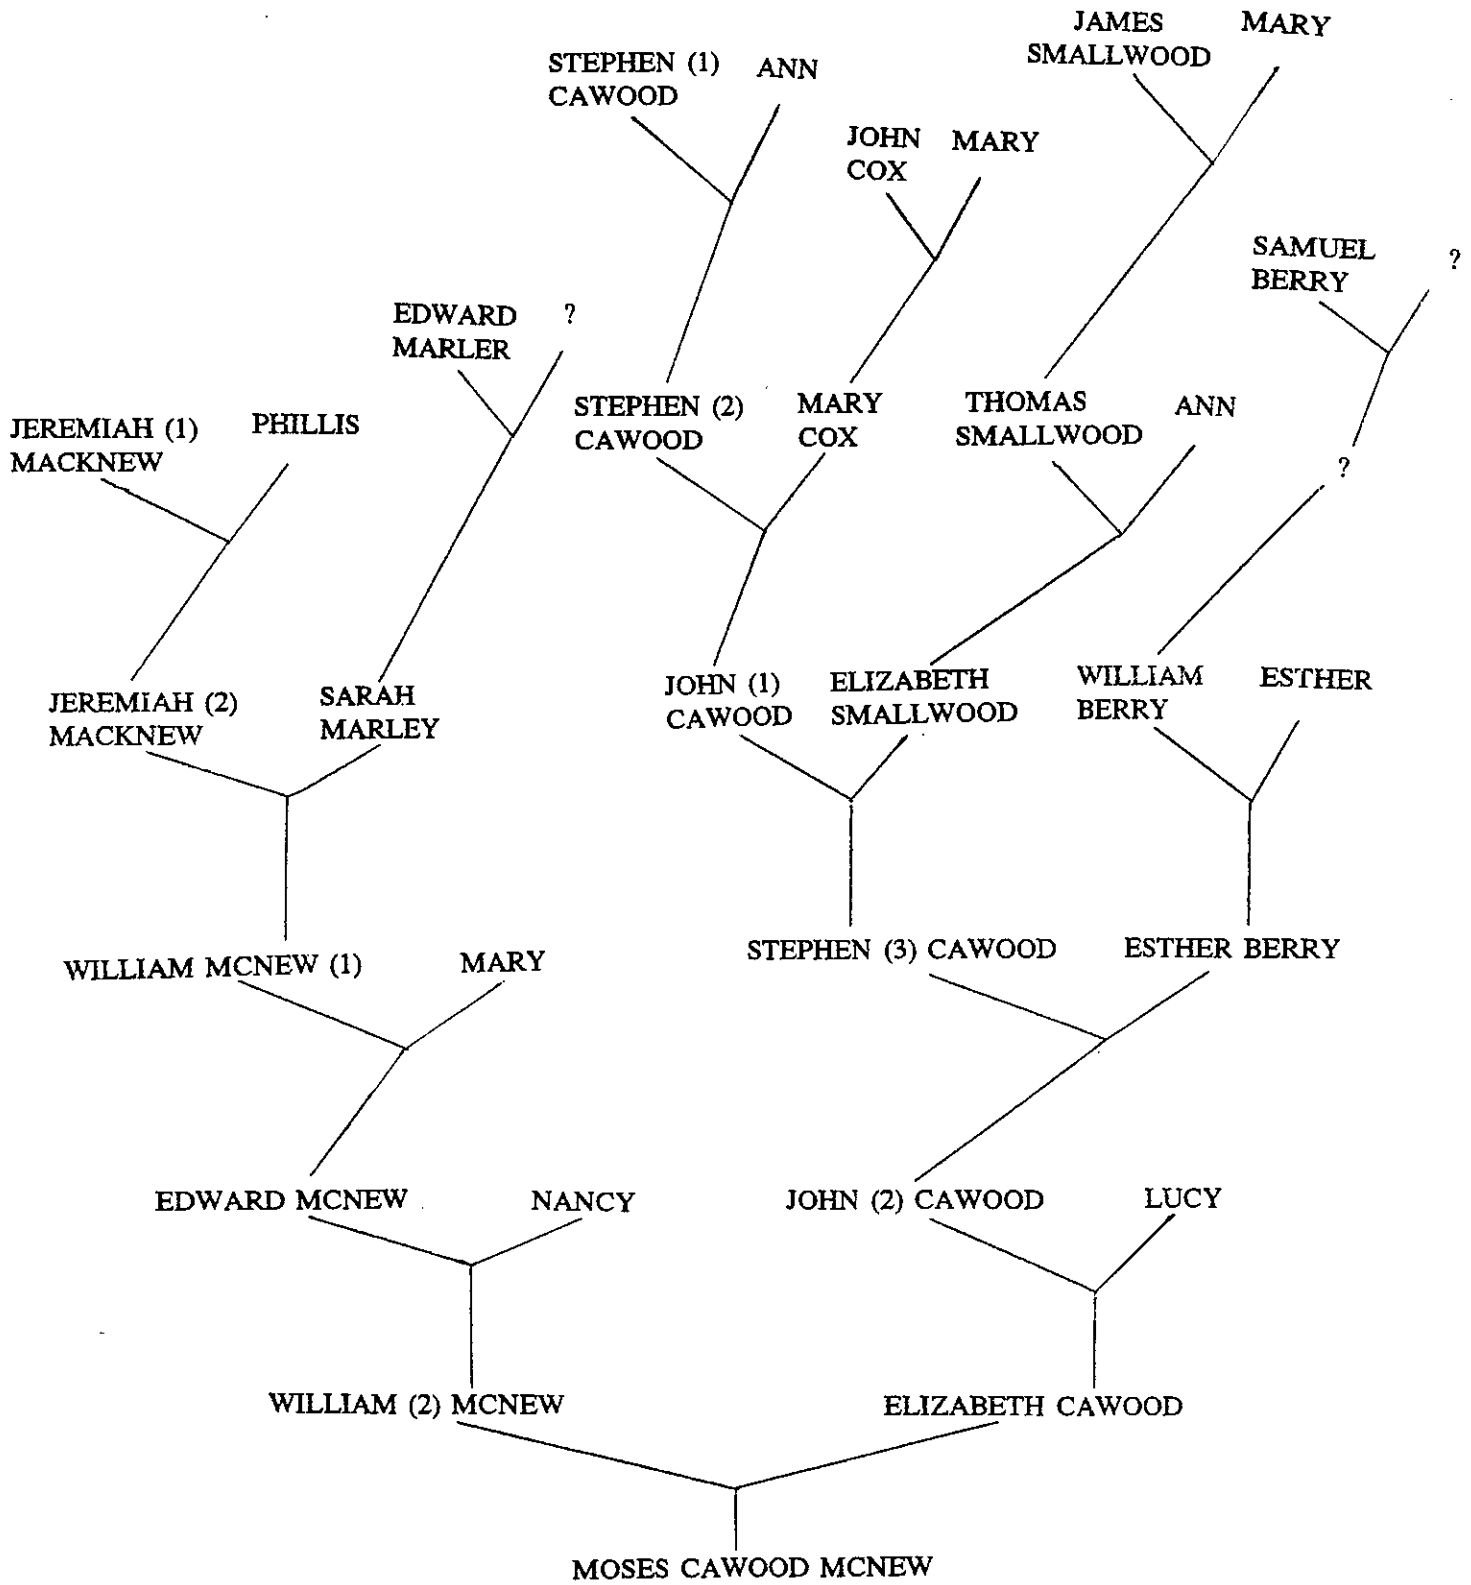 JAMES
SMALLWOOD
MARY
STEPHEN (1)
CAWOOD
ANN
JOHN
COX
MARY
SAMUEL
BERRY
?
EDWARD
MARLER
?
JEREMIAH (1)
MACKNEW
PHILLIS
STEPHEN (2)
CAWOOD
MARY
COX
THOMAS
SMALLWOOD
ANN
?
JEREMIAH (2)
MACKNEW
SARAH
MARLEY
JOHN (1)
CAWOOD
ELIZABETH
SMALLWOOD
WILLIAM
BERRY
ESTHER
WILLIAM MCNEW (1)
MARY
STEPHEN (3) CAWOOD
ESTHER BERRY
EDWARD MCNEW
NANCY
JOHN (2) CAWOOD
LUCY
WILLIAM (2) MCNEW
ELIZABETH CAWOOD
MOSES CAWOOD MCNEW